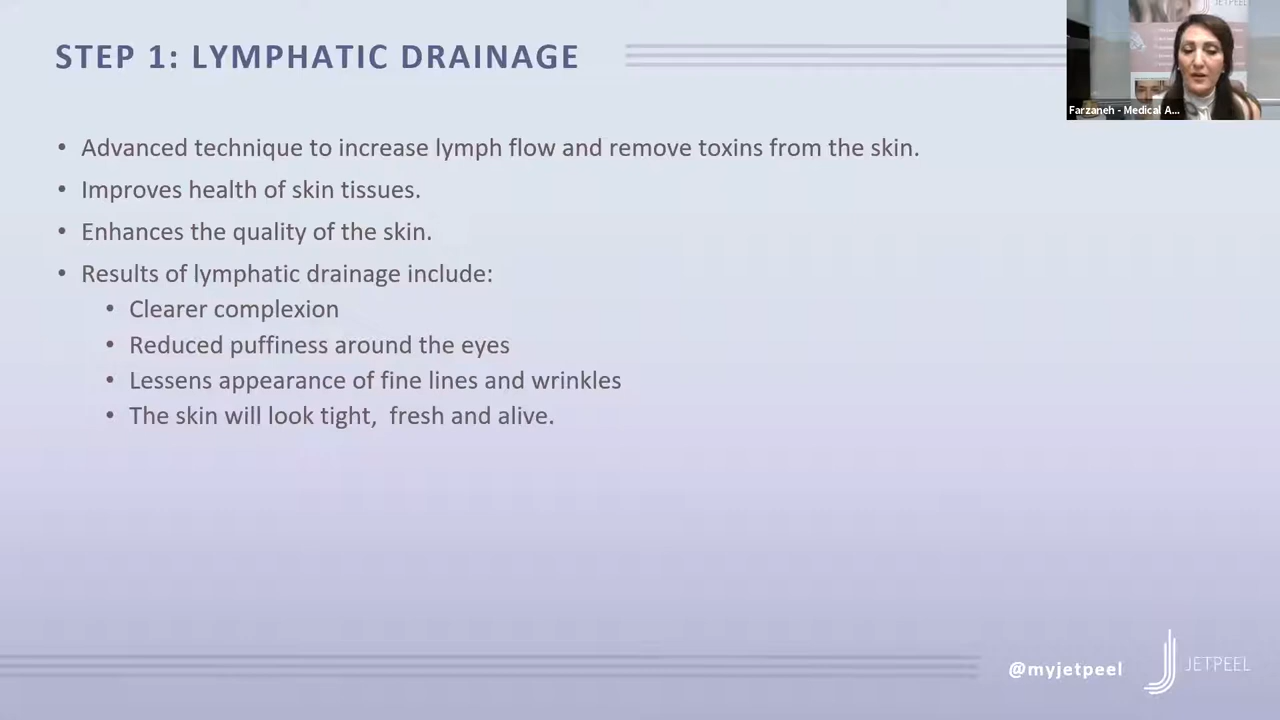 STEP 1: LYMPHATIC DRAINAGE
JETPEEL
Farzaneh - Medical A...
• Advanced technique to increase lymph flow and remove toxins from the skin.
• Improves health of skin tissues.
• Enhances the quality of the skin.
• Results of lymphatic drainage include:
• Clearer complexion
• Reduced puffiness around the eyes
• Lessens appearance of fine lines and wrinkles
• The skin will look tight,  fresh and alive.
@myjetpeel
JETPEEL